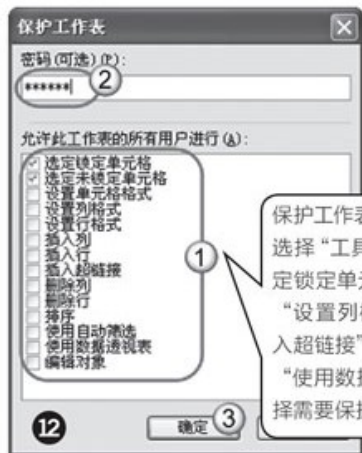 保护工作表
密码(可选)(P):
******
②
允许此工作表的所有用户进行(A):
选定锁定单元格
选定未锁定单元格
设置单元格格式
设置列格式
设置行格式
插入列
插入行
插入超链接
删除列
删除行
排序
使用自动筛选
使用数据透视表
编辑对象
①
保护工作表
选择“工具
定锁定单元
“设置列格
入超链接”
“使用数据
择需要保护
⓬
确定
③